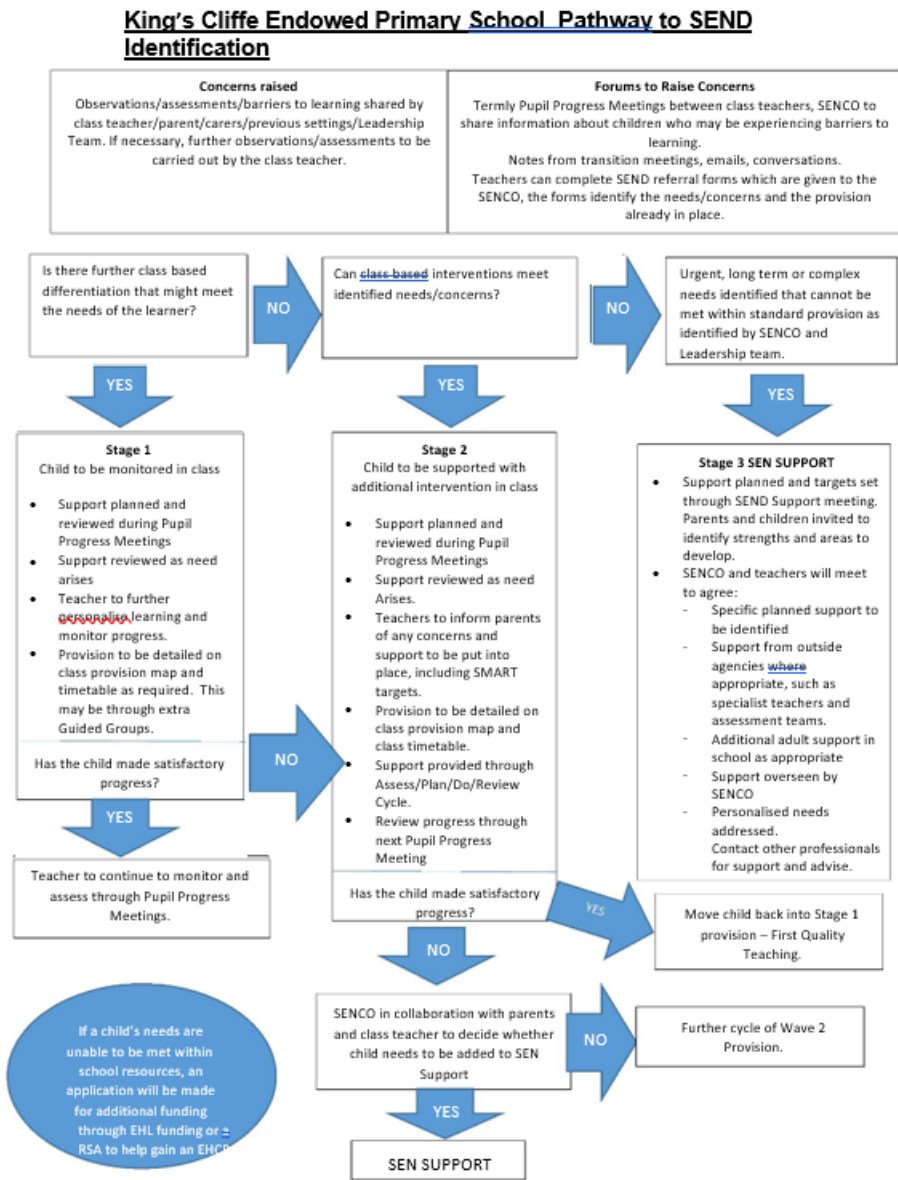 King's Cliffe Endowed Primary School Pathway to SEND
Identification
Concerns raised
Observations/assessments/barriers to learning shared by
class teacher/parent/carers/previous settings/Leadership
Team. If necessary, further observations/assessments to be
carried out by the class teacher.
Forums to Raise Concerns
Termly Pupil Progress Meetings between class teachers, SENCO to
share information about children who may be experiencing barriers to
learning.
Notes from transition meetings, emails, conversations.
Teachers can complete SEND referral forms which are given to the
SENCO, the forms identify the needs/concerns and the provision
already in place.
Is there further class based
differentiation that might meet
the needs of the learner?
NO
Can class based interventions meet
identified needs/concerns?
NO
Urgent, long term or complex
needs identified that cannot be
met within standard provision as
identified by SENCO and
Leadership team.
YES
YES
YES
Stage 1
Child to be monitored in class
• Support planned and
reviewed during Pupil
Progress Meetings
• Support reviewed as need
arises
• Teacher to further
personalise learning and
monitor progress.
• Provision to be detailed on
class provision map and
timetable as required. This
may be through extra
Guided Groups.
Has the child made satisfactory
progress?
NO
YES
Teacher to continue to monitor and
assess through Pupil Progress
Meetings.
Stage 2
Child to be supported with
additional intervention in class
• Support planned and
reviewed during Pupil
Progress Meetings
• Support reviewed as need
Arises.
• Teachers to inform parents
of any concerns and
support to be put into
place, including SMART
targets.
• Provision to be detailed on
class provision map and
class timetable.
• Support provided through
Assess/Plan/Do/Review
Cycle.
• Review progress through
next Pupil Progress
Meeting
Has the child made satisfactory
progress?
YES
NO
Stage 3 SEN SUPPORT
• Support planned and targets set
through SEND Support meeting.
Parents and children invited to
identify strengths and areas to
develop.
• SENCO and teachers will meet
to agree:
- Specific planned support to
be identified
- Support from outside
agencies where
appropriate, such as
specialist teachers and
assessment teams.
- Additional adult support in
school as appropriate
- Support overseen by
SENCO
- Personalised needs
addressed.
Contact other professionals
for support and advise.
Move child back into Stage 1
provision – First Quality
Teaching.
SENCO in collaboration with parents
and class teacher to decide whether
child needs to be added to SEN
Support
NO
Further cycle of Wave 2
Provision.
YES
SEN SUPPORT
If a child's needs are
unable to be met within
school resources, an
application will be made
for additional funding
through EHL funding or a
RSA to help gain an EHCP